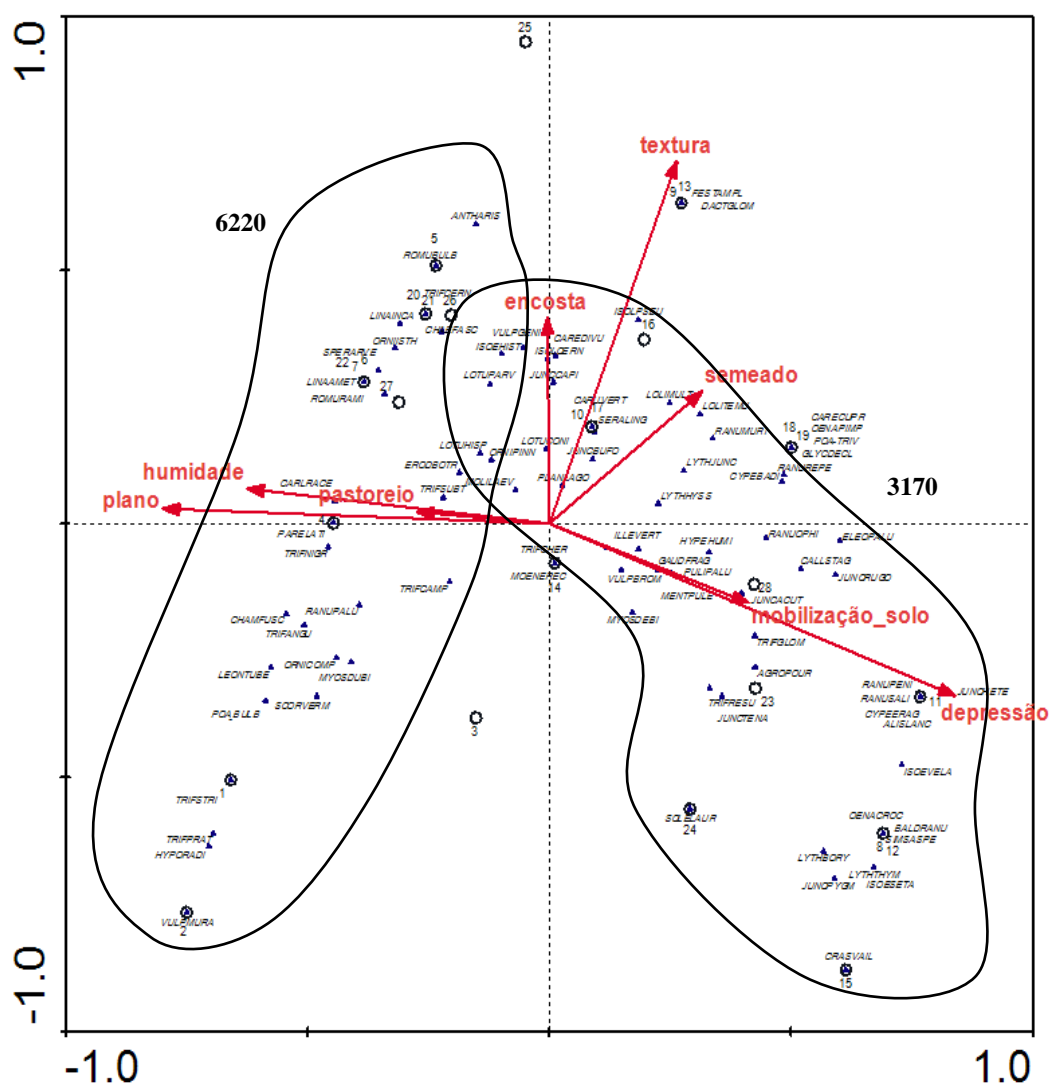 1.0
25
textura
9 13 FESTAMPL
DACTGLOM
6220
ANTHARIS
5
ROMUBULB
20 TRIFCERN
21 26
LINAINCA
CHAEFASC
encosta
ISOLPSEU
16
ORNIISTH
VULPGENI CAREDIVU
ISOEHIST ISOLCERN
SPERARVE
22 7 6
LINAAMET
ROMURAMI
27
LOTUPARV JUNCCAPI
semeado
CARUVERT
10 17
SERALING
LOLIMULT
LOLITEMU
RANUMURI
18 CARECUPR
19 OENAPIMP
POA-TRIV
GLYCDECL
LOTUHISP ORNIPINN LOTUCONI
JUNCBUFO
LYTHJUNC
ERODBOTR
MOLILAEV
PLANLAGO
CYPEBADI
RANUREPE
humidade
CARLRACE
TRIFSUBT
LYTHHYSS
3170
plano
pastoreio
4
PARELATI
TRIFNIGR
ILLEVERT
HYPEHUMI
RANUOPHI
ELEOPALU
TRIFCHER
MOENEREC
14
GAUDFRAG
VULPBROM PULIPALU
MENTPULE
CALLSTAG
JUNCRUGO
TRIFCAMP
28
JUNCACUT
CHAMFUSC RANUPALU
TRIFANGU
MYOSDEBI
mobilização_solo
TRIFGLOM
LEONTUBE ORNICOMP
MYOSDUBI
AGROPOUR
POA_BULB SCORVERM
TRIFRESU
23
JUNCTENA
RANUPENI
RANUSALI
11
JUNCHETE
CYPEERAG
ALISLANC
depressão
3
ISOEVELA
TRIFSTRI 1
SOLELAUR
24
OENACROC
BALDRANU
SIMSASPE
8 12
TRIFPRAT
HYPORADI
LYTHBORY
LYTHTHYM
JUNCPYGM ISOESETA
VULPMURA
2
CRASVAIL
15
-1.0
-1.0
1.0